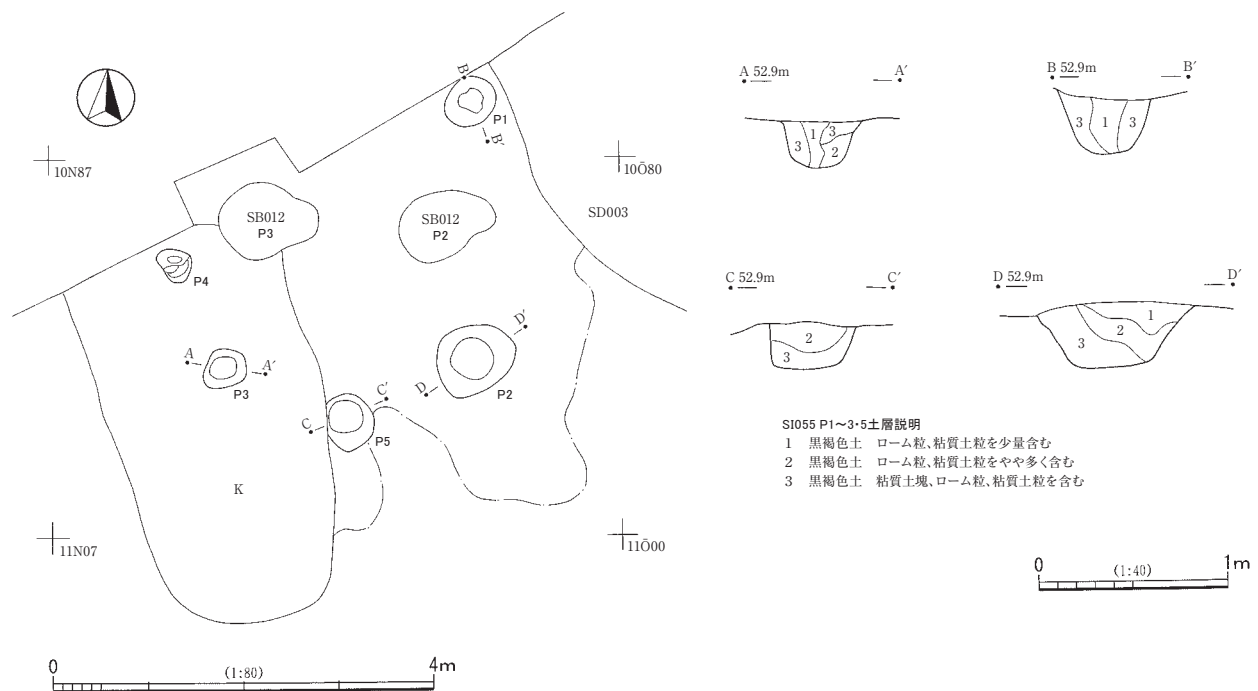 B
P1
B′
10N87
10Ō80
SB012
P3
SB012
P2
SD003
P4
A
A′
P3
D′
D
P2
C
C′
P5
K
11N07
11Ō00
0
(1:80)
4m
A 52.9m
A′
1
3
3
2
B 52.9m
B′
3
1
3
C 52.9m
C′
2
3
D 52.9m
D′
1
2
3
SI055 P1～3・5土層説明
1 黒褐色土 ローム粒、粘質土粒を少量含む
2 黒褐色土 ローム粒、粘質土粒をやや多く含む
3 黒褐色土 粘質土塊、ローム粒、粘質土粒を含む
0
(1:40)
1m